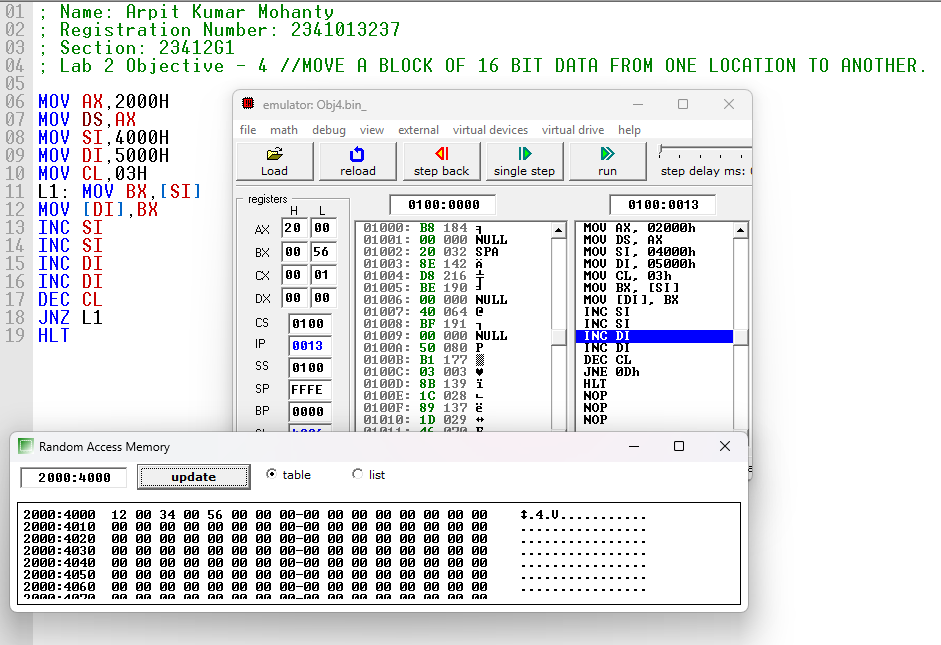 01 ; Name: Arpit Kumar Mohanty
02 ; Registration Number: 2341013237
03 ; Section: 23412G1
04 ; Lab 2 Objective - 4 //MOVE A BLOCK OF 16 BIT DATA FROM ONE LOCATION TO ANOTHER.
05
06 MOV AX,2000H
07 MOV DS,AX
08 MOV SI,4000H
09 MOV DI,5000H
10 MOV CL,03H
11 L1: MOV BX,[SI]
12 MOV [DI],BX
13 INC SI
14 INC SI
15 INC DI
16 INC DI
17 DEC CL
18 JNZ L1
19 HLT
emulator: Obj4.bin_
file math debug view external virtual devices virtual drive help
Load reload step back single step run step delay ms:
registers
H L
AX 20 00
BX 00 56
CX 00 01
DX 00 00
CS 0100
IP 0013
SS 0100
SP FFFE
BP 0000
0100:0000
01000: B8 184 ╕
01001: 00 000 NULL
01002: 20 032 SPA
01003: 8E 142 Ä
01004: D8 216 ╪
01005: BE 190 ╛
01006: 00 000 NULL
01007: 40 064 @
01008: BF 191 ┐
01009: 00 000 NULL
0100A: 50 080 P
0100B: B1 177 ▒
0100C: 03 003 ♥
0100D: 8B 139 ï
0100E: 1C 028 ∟
0100F: 89 137 ë
01010: 1D 029 ↔
01011: 46 070 F
0100:0013
MOV AX, 02000h
MOV DS, AX
MOV SI, 04000h
MOV DI, 05000h
MOV CL, 03h
MOV BX, [SI]
MOV [DI], BX
INC SI
INC SI
INC DI
INC DI
DEC CL
JNE 0Dh
HLT
NOP
NOP
NOP
Random Access Memory
2000:4000 update table list
2000:4000 12 00 34 00 56 00 00 00-00 00 00 00 00 00 00 00 ↕.4.V...........
2000:4010 00 00 00 00 00 00 00 00-00 00 00 00 00 00 00 00 ................
2000:4020 00 00 00 00 00 00 00 00-00 00 00 00 00 00 00 00 ................
2000:4030 00 00 00 00 00 00 00 00-00 00 00 00 00 00 00 00 ................
2000:4040 00 00 00 00 00 00 00 00-00 00 00 00 00 00 00 00 ................
2000:4050 00 00 00 00 00 00 00 00-00 00 00 00 00 00 00 00 ................
2000:4060 00 00 00 00 00 00 00 00-00 00 00 00 00 00 00 00 ................